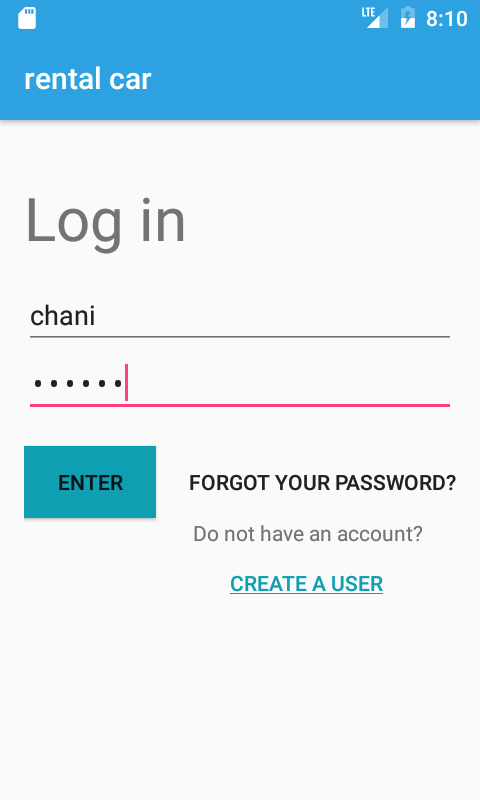 LTE 8:10
rental car
Log in
chani
••••••
ENTER FORGOT YOUR PASSWORD?
Do not have an account?
CREATE A USER